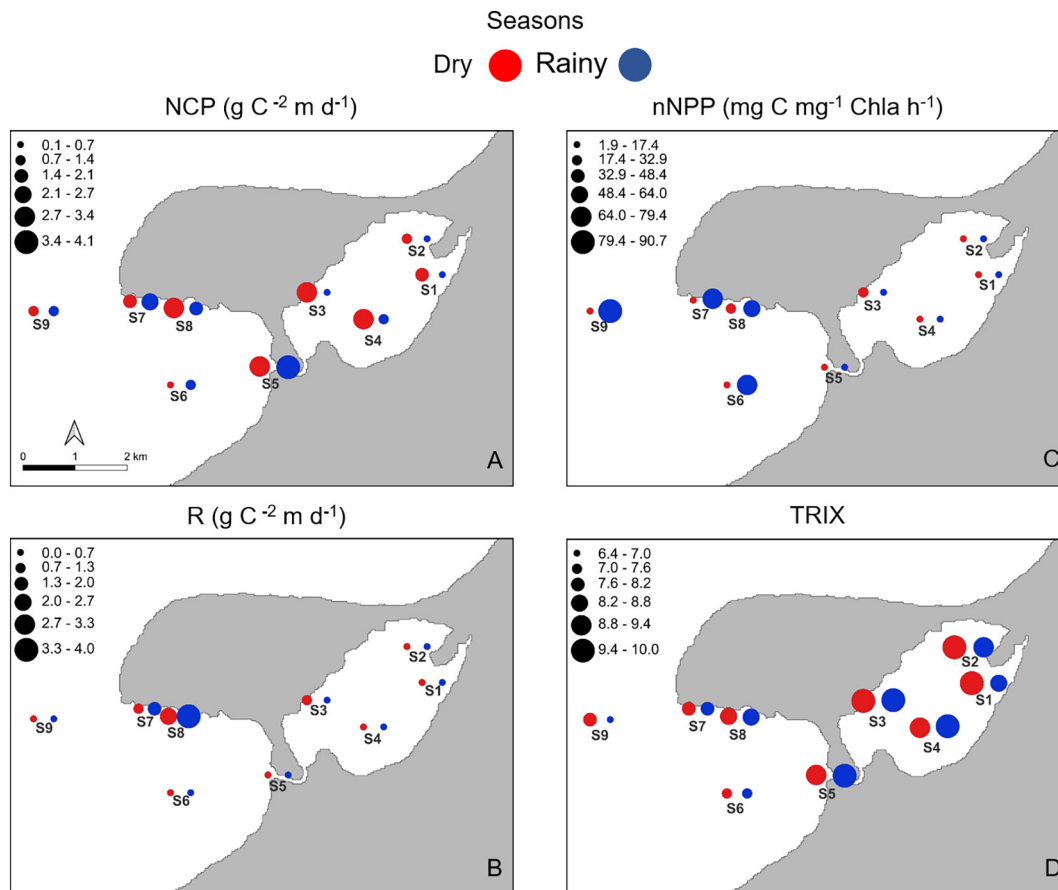 Seasons
Dry Rainy
NCP (g C ⁻² m d⁻¹)
0.1 - 0.7
0.7 - 1.4
1.4 - 2.1
2.1 - 2.7
2.7 - 3.4
3.4 - 4.1
S2
S1
S3
S4
S7
S8
S9
S5
S6
0 1 2 km
A
nNPP (mg C mg⁻¹ Chla h⁻¹)
1.9 - 17.4
17.4 - 32.9
32.9 - 48.4
48.4 - 64.0
64.0 - 79.4
79.4 - 90.7
S2
S1
S3
S4
S7
S8
S9
S5
S6
C
R (g C ⁻² m d⁻¹)
0.0 - 0.7
0.7 - 1.3
1.3 - 2.0
2.0 - 2.7
2.7 - 3.3
3.3 - 4.0
S2
S1
S3
S4
S7
S8
S9
S5
S6
B
TRIX
6.4 - 7.0
7.0 - 7.6
7.6 - 8.2
8.2 - 8.8
8.8 - 9.4
9.4 - 10.0
S2
S1
S3
S4
S7
S8
S9
S5
S6
D